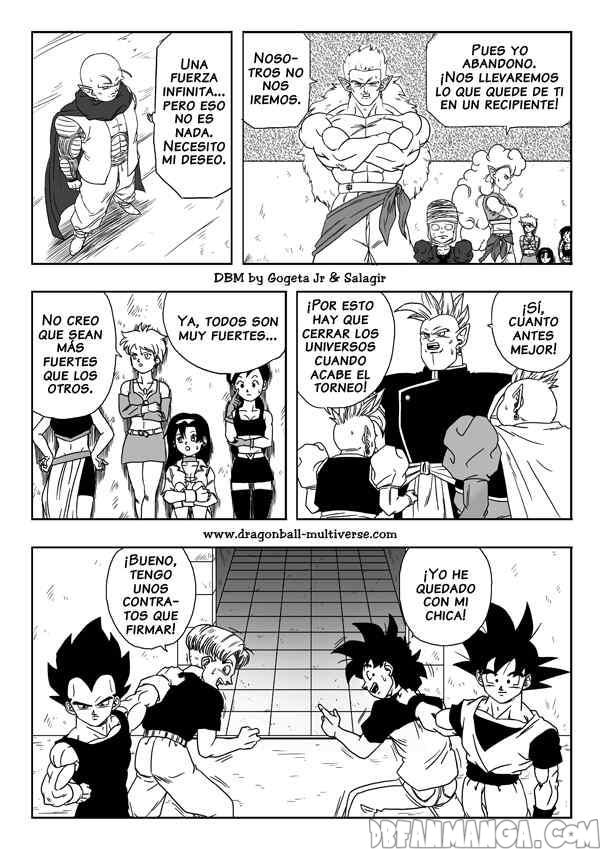 UNA
FUERZA
INFINITA...
PERO ESO
NO ES
NADA.
NECESITO
MI DESEO.
NOSO-
TROS NO
NOS
IREMOS.
PUES YO
ABANDONO.
¡NOS LLEVAREMOS
LO QUE QUEDE DE TI
EN UN RECIPIENTE!
DBM by Gogeta Jr & Salagir
NO CREO
QUE SEAN
MÁS
FUERTES
QUE LOS
OTROS.
YA, TODOS SON
MUY FUERTES...
¡POR ESTO
HAY QUE
CERRAR LOS
UNIVERSOS
CUANDO
ACABE EL
TORNEO!
¡SÍ,
CUANTO
ANTES
MEJOR!
www.dragonball-multiverse.com
¡BUENO,
TENGO
UNOS
CONTRA-
TOS QUE
FIRMAR!
¡YO HE
QUEDADO
CON MI
CHICA!
DBFANMANGA.COM